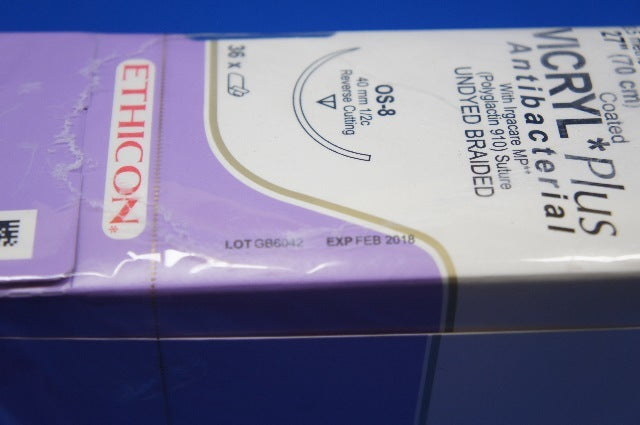 27" (70 cm)
Coated
VICRYL* Plus
Antibacterial
With Irgacare MP**
(Polyglactin 910) Suture
UNDYED BRAIDED
OS-8
40 mm 1/2c
Reverse Cutting
36 x
ETHICON*
LOT GB6042 EXP FEB 2018